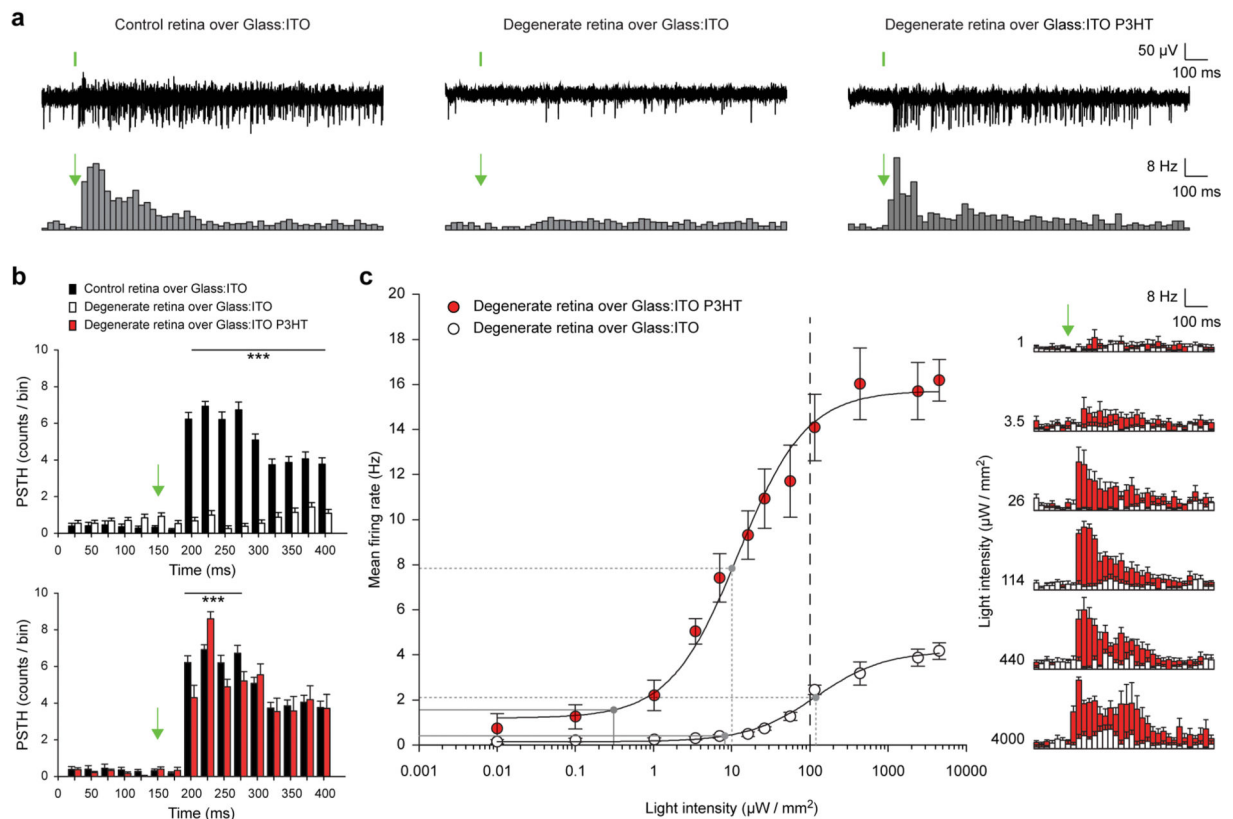 a
Control retina over Glass:ITO
Degenerate retina over Glass:ITO
Degenerate retina over Glass:ITO P3HT
50 µV
100 ms
8 Hz
100 ms
b
Control retina over Glass:ITO
Degenerate retina over Glass:ITO
Degenerate retina over Glass:ITO P3HT
10
8
6
4
2
0
PSTH (counts / bin)
***
0 50 100 150 200 250 300 350 400
Time (ms)
10
8
6
4
2
0
PSTH (counts / bin)
***
0 50 100 150 200 250 300 350 400
Time (ms)
c
Degenerate retina over Glass:ITO P3HT
Degenerate retina over Glass:ITO
20
18
16
14
12
10
8
6
4
2
0
Mean firing rate (Hz)
0.001 0.01 0.1 1 10 100 1000 10000
Light intensity (µW / mm²)
8 Hz
100 ms
1
3.5
26
114
440
4000
Light intensity (µW / mm²)